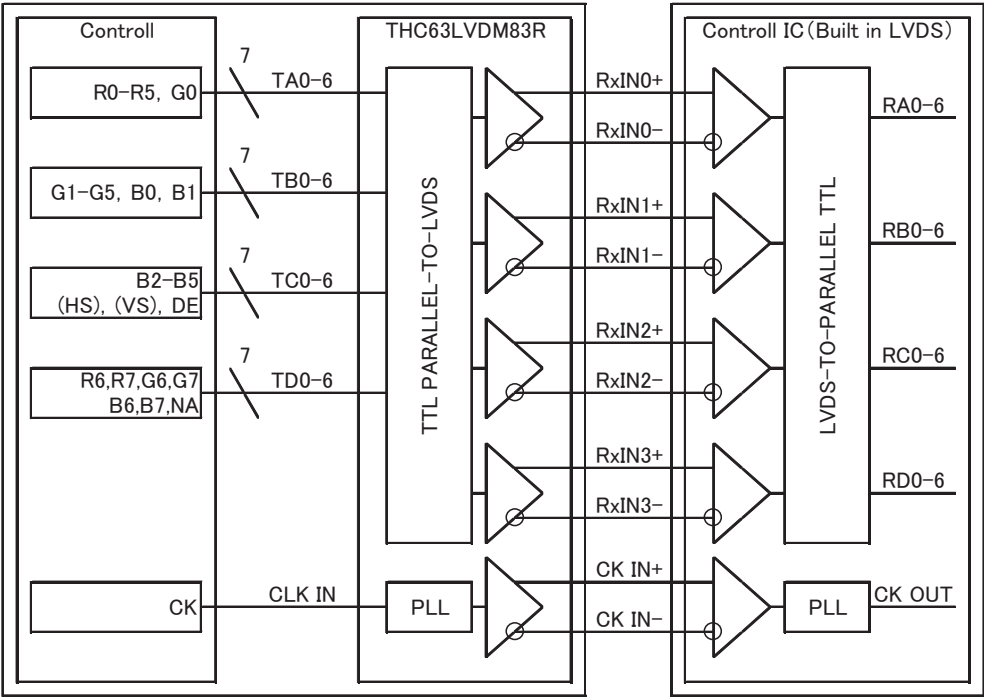 Controll
THC63LVDM83R
Controll IC(Built in LVDS)
R0-R5, G0
7
TA0-6
RxIN0+
RxIN0-
RA0-6
G1-G5, B0, B1
7
TB0-6
RxIN1+
RxIN1-
RB0-6
B2-B5
(HS), (VS), DE
7
TC0-6
RxIN2+
RxIN2-
RC0-6
R6,R7,G6,G7
B6,B7,NA
7
TD0-6
RxIN3+
RxIN3-
RD0-6
TTL PARALLEL-TO-LVDS
LVDS-TO-PARALLEL TTL
CK
CLK IN
PLL
CK IN+
CK IN-
PLL
CK OUT